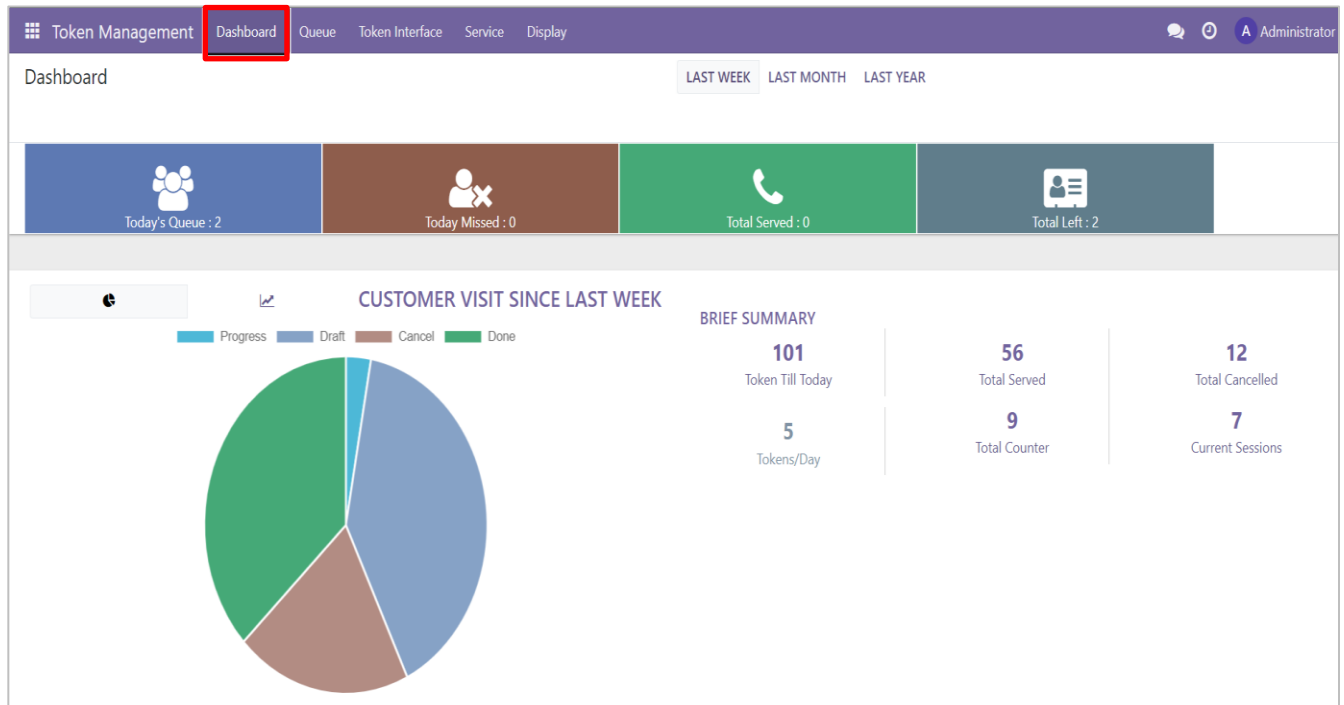 Token Management Dashboard Queue Token Interface Service Display A Administrator
Dashboard LAST WEEK LAST MONTH LAST YEAR
Today's Queue : 2 Today Missed : 0 Total Served : 0 Total Left : 2
CUSTOMER VISIT SINCE LAST WEEK
Progress Draft Cancel Done
BRIEF SUMMARY
101 56 12
Token Till Today Total Served Total Cancelled
5 9 7
Tokens/Day Total Counter Current Sessions